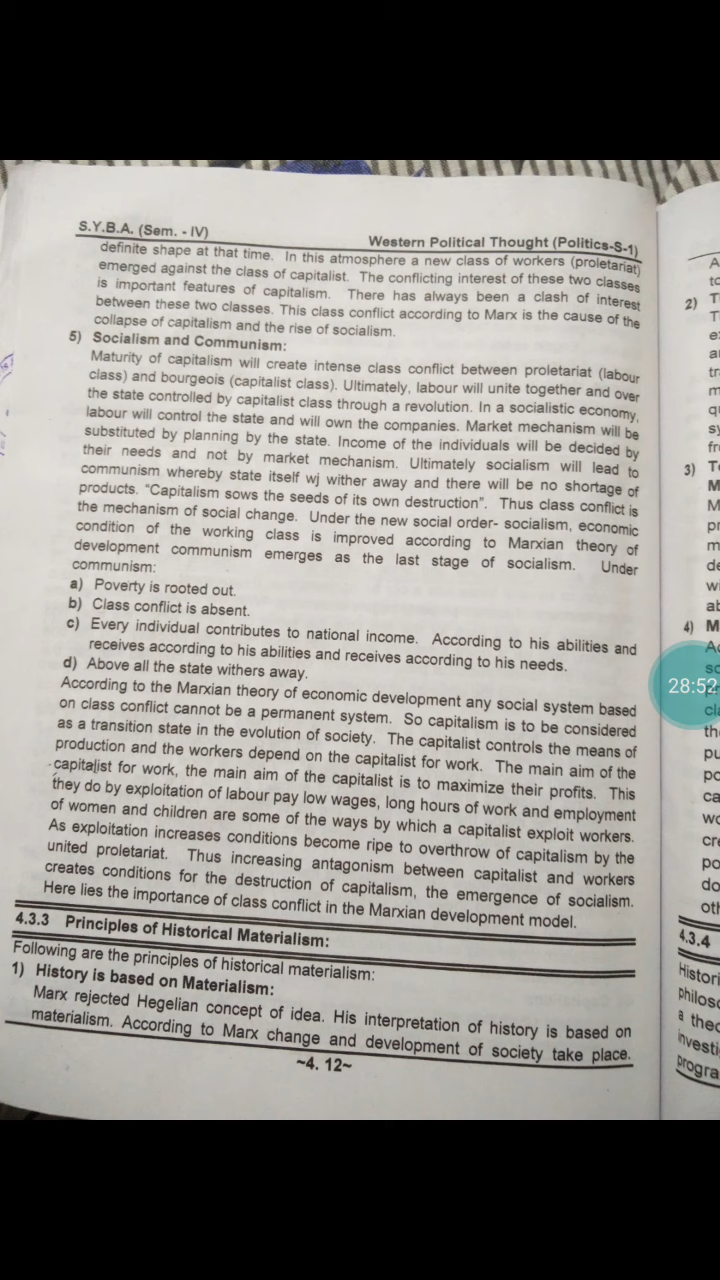 S.Y.B.A. (Sem. - IV) Western Political Thought (Politics-S-1)
definite shape at that time. In this atmosphere a new class of workers (proletariat)
emerged against the class of capitalist. The conflicting interest of these two classes
is important features of capitalism. There has always been a clash of interest
between these two classes. This class conflict according to Marx is the cause of the
collapse of capitalism and the rise of socialism.
5) Socialism and Communism:
Maturity of capitalism will create intense class conflict between proletariat (labour
class) and bourgeois (capitalist class). Ultimately, labour will unite together and over
the state controlled by capitalist class through a revolution. In a socialistic economy,
labour will control the state and will own the companies. Market mechanism will be
substituted by planning by the state. Income of the individuals will be decided by
their needs and not by market mechanism. Ultimately socialism will lead to
communism whereby state itself wj wither away and there will be no shortage of
products. “Capitalism sows the seeds of its own destruction”. Thus class conflict is
the mechanism of social change. Under the new social order- socialism, economic
condition of the working class is improved according to Marxian theory of
development communism emerges as the last stage of socialism. Under
communism:
a) Poverty is rooted out.
b) Class conflict is absent.
c) Every individual contributes to national income. According to his abilities and
receives according to his abilities and receives according to his needs.
d) Above all the state withers away.
According to the Marxian theory of economic development any social system based
on class conflict cannot be a permanent system. So capitalism is to be considered
as a transition state in the evolution of society. The capitalist controls the means of
production and the workers depend on the capitalist for work. The main aim of the
capitalist for work, the main aim of the capitalist is to maximize their profits. This
they do by exploitation of labour pay low wages, long hours of work and employment
of women and children are some of the ways by which a capitalist exploit workers.
As exploitation increases conditions become ripe to overthrow of capitalism by the
united proletariat. Thus increasing antagonism between capitalist and workers
creates conditions for the destruction of capitalism, the emergence of socialism.
Here lies the importance of class conflict in the Marxian development model.
4.3.3 Principles of Historical Materialism:
Following are the principles of historical materialism:
1) History is based on Materialism:
Marx rejected Hegelian concept of idea. His interpretation of history is based on
materialism. According to Marx change and development of society take place.
~4. 12~
2)
3)
4)
28:52
4.3.4
a